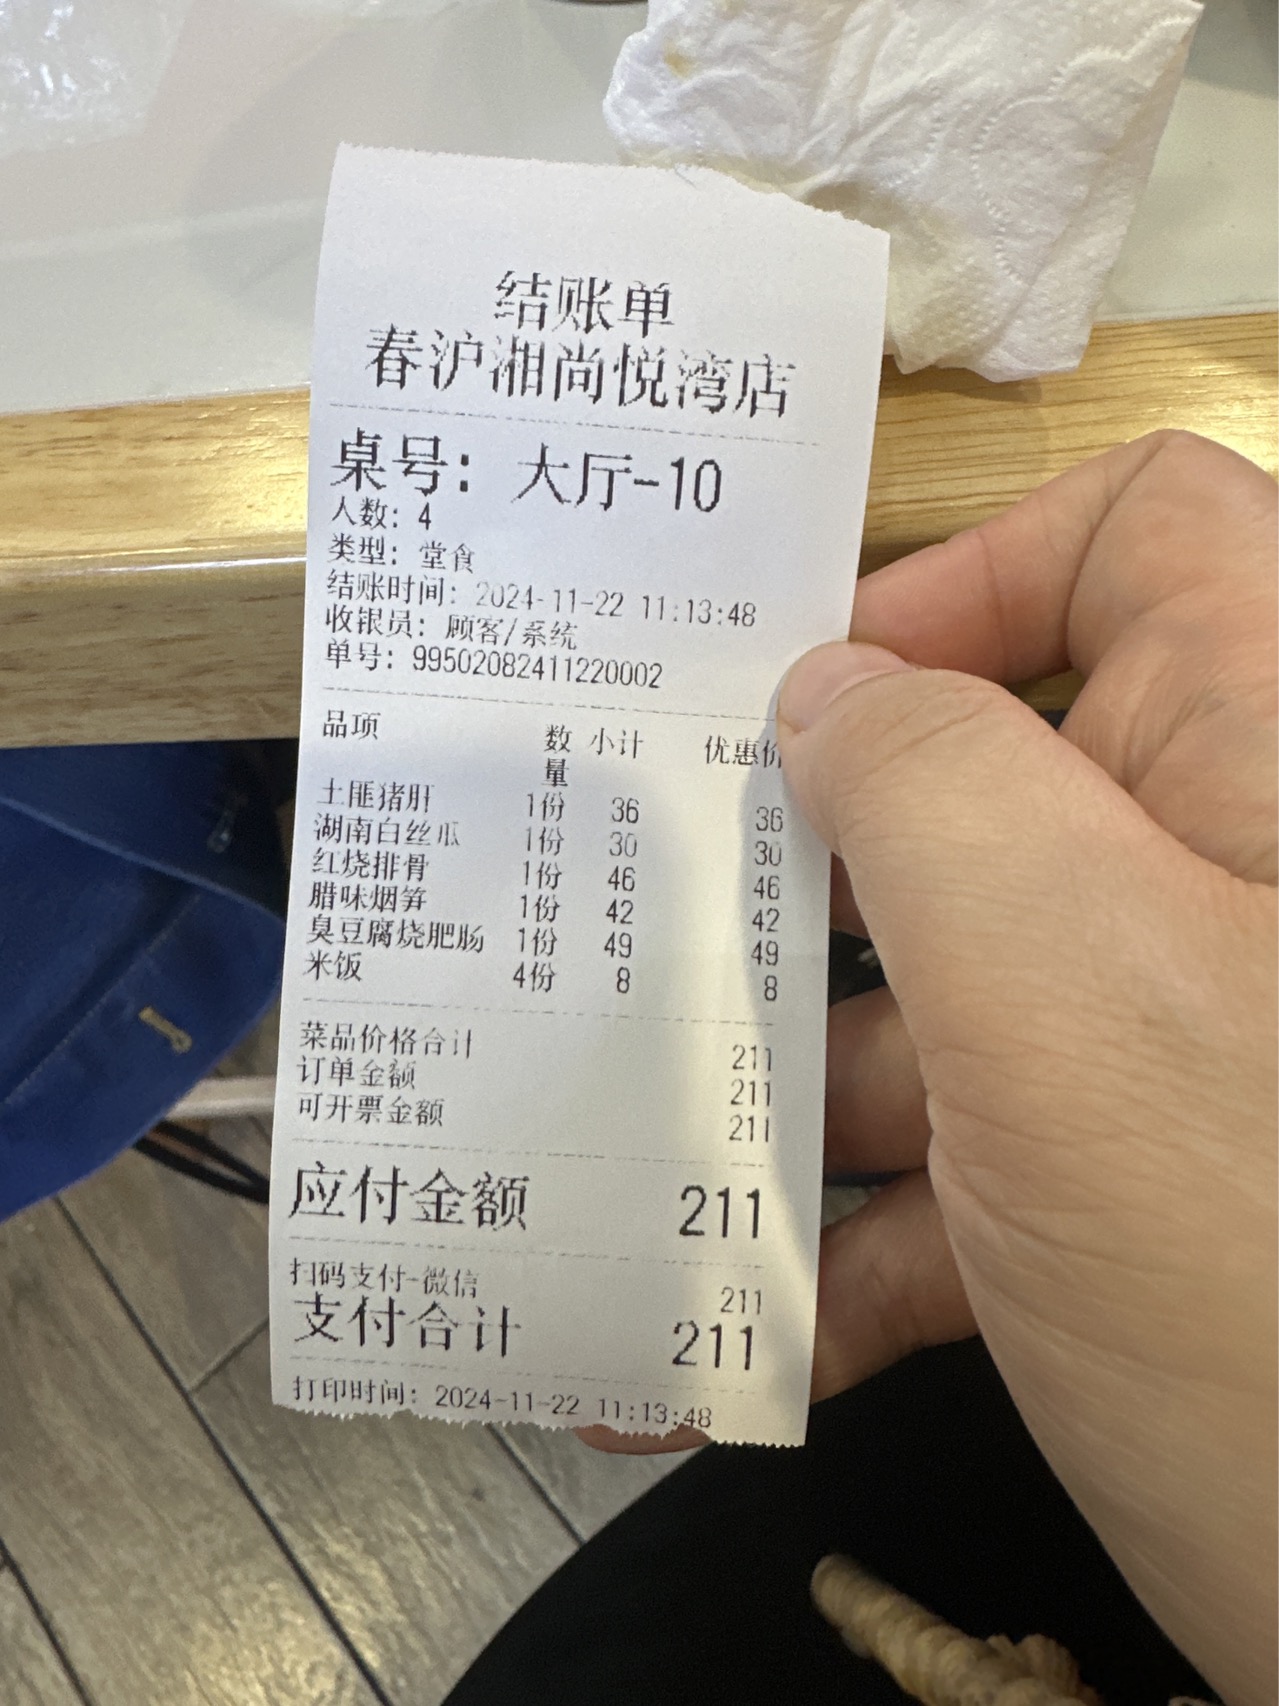 结账单
春沪湘尚悦湾店
桌号：大厅-10
人数：4
类型：堂食
结账时间：2024-11-22 11:13:48
收银员：顾客/系统
单号：99502082411220002
品项 数量 小计 优惠价
土匪猪肝 1份 36 36
湖南白丝瓜 1份 30 30
红烧排骨 1份 46 46
腊味烟笋 1份 42 42
臭豆腐烧肥肠 1份 49 49
米饭 4份 8 8
菜品价格合计 211
订单金额 211
可开票金额 211
应付金额 211
扫码支付-微信 211
支付合计 211
打印时间：2024-11-22 11:13:48